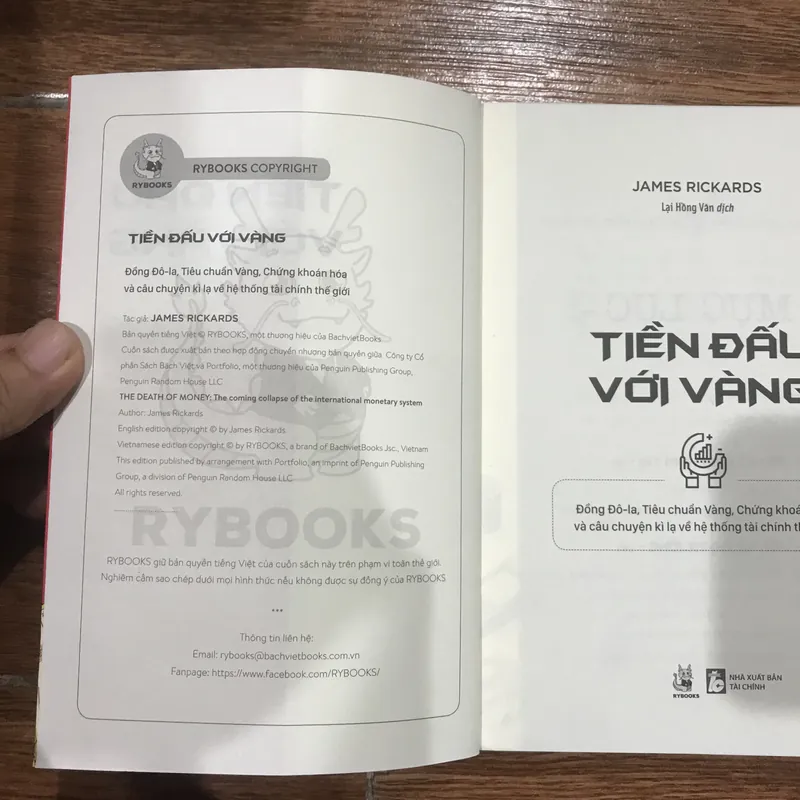 RYBOOKS
RYBOOKS COPYRIGHT
TIỀN ĐẤU VỚI VÀNG
Đồng Đô-la, Tiêu chuẩn Vàng, Chứng khoán hóa
và câu chuyện kì lạ về hệ thống tài chính thế giới
Tác giả: JAMES RICKARDS
Bản quyền tiếng Việt © RYBOOKS, một thương hiệu của BachvietBooks.
Cuốn sách được xuất bản theo hợp đồng chuyển nhượng bản quyền giữa Công ty Cổ
phần Sách Bách Việt và Portfolio, một thương hiệu của Penguin Publishing Group,
Penguin Random House LLC
THE DEATH OF MONEY: The coming collapse of the international monetary system
Author: James Rickards
English edition copyright © by James Rickards
Vietnamese edition copyright © by RYBOOKS, a brand of BachvietBooks Jsc., Vietnam
This edition published by arrangement with Portfolio, an imprint of Penguin Publishing
Group, a division of Penguin Random House LLC
All rights reserved.
RYBOOKS
RYBOOKS giữ bản quyền tiếng Việt của cuốn sách này trên phạm vi toàn thế giới.
Nghiêm cấm sao chép dưới mọi hình thức nếu không được sự đồng ý của RYBOOKS.
***
Thông tin liên hệ:
Email: rybooks@bachvietbooks.com.vn
Fanpage: https://www.facebook.com/RYBOOKS/
JAMES RICKARDS
Lại Hồng Vân dịch
TIỀN ĐẤU
VỚI VÀNG
Đồng Đô-la, Tiêu chuẩn Vàng, Chứng khoá
và câu chuyện kì lạ về hệ thống tài chính th
RYBOOKS
NHÀ XUẤT BẢN
TÀI CHÍNH